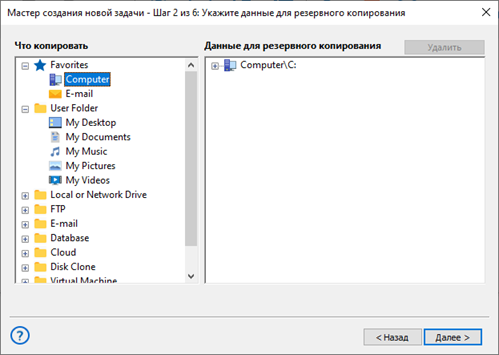 Мастер создания новой задачи - Шаг 2 из 6: Укажите данные для резервного копирования
Что копировать
Данные для резервного копирования
Удалить
Favorites
Computer
E-mail
User Folder
My Desktop
My Documents
My Music
My Pictures
My Videos
Local or Network Drive
FTP
E-mail
Database
Cloud
Disk Clone
Virtual Machine
Computer\C:
?
< Назад
Далее >